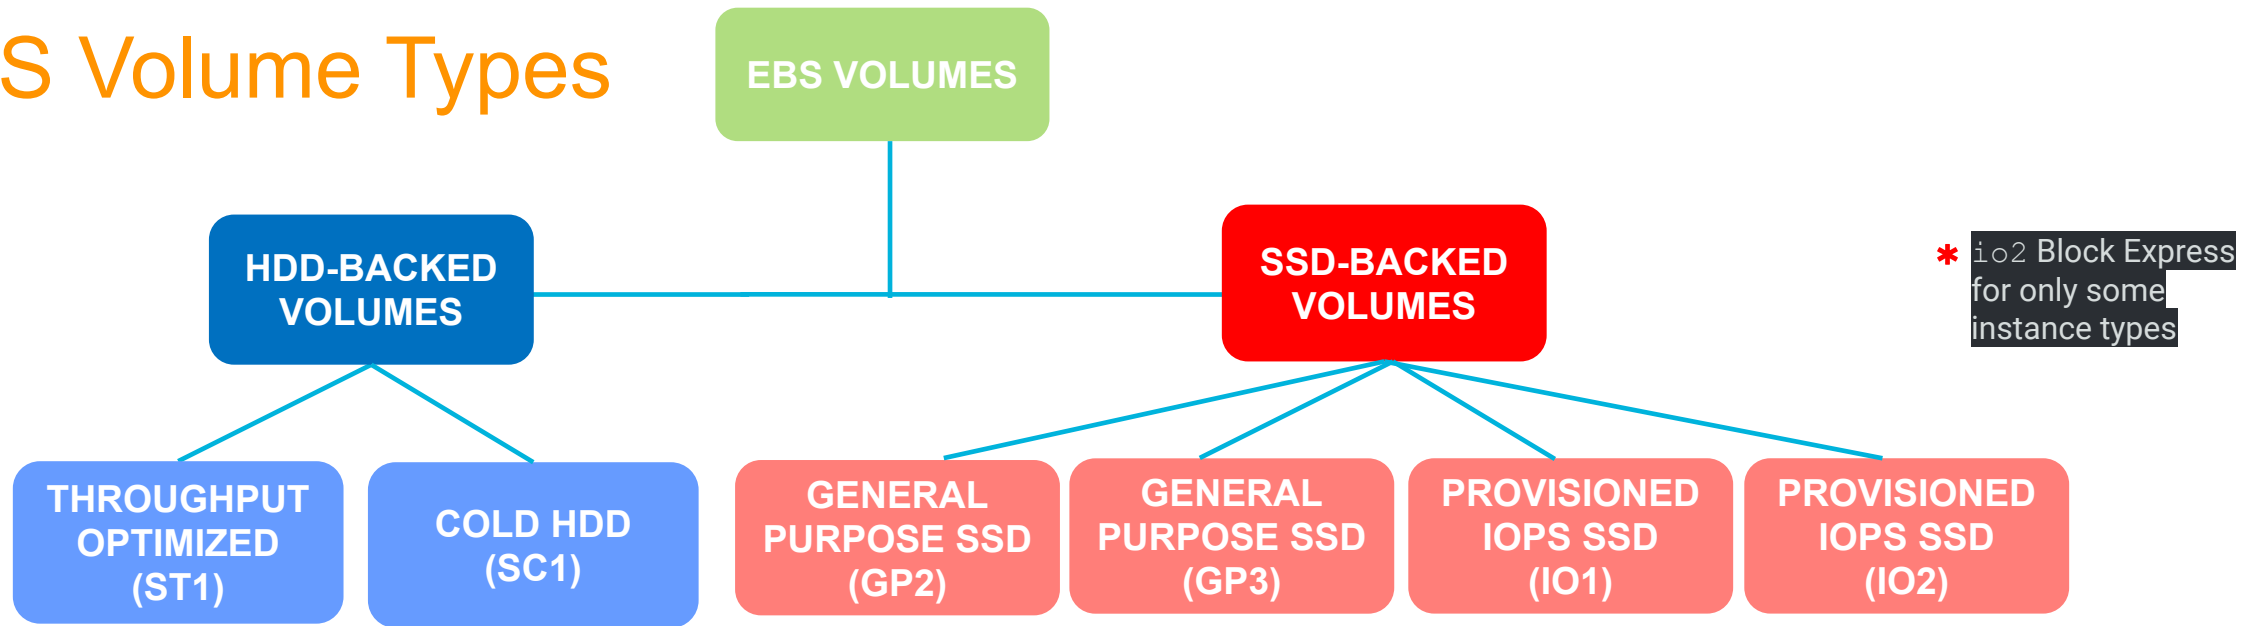 S Volume Types
EBS VOLUMES
HDD-BACKED
VOLUMES
SSD-BACKED
VOLUMES
* io2 Block Express
for only some
instance types
THROUGHPUT
OPTIMIZED
(ST1)
COLD HDD
(SC1)
GENERAL
PURPOSE SSD
(GP2)
GENERAL
PURPOSE SSD
(GP3)
PROVISIONED
IOPS SSD
(IO1)
PROVISIONED
IOPS SSD
(IO2)